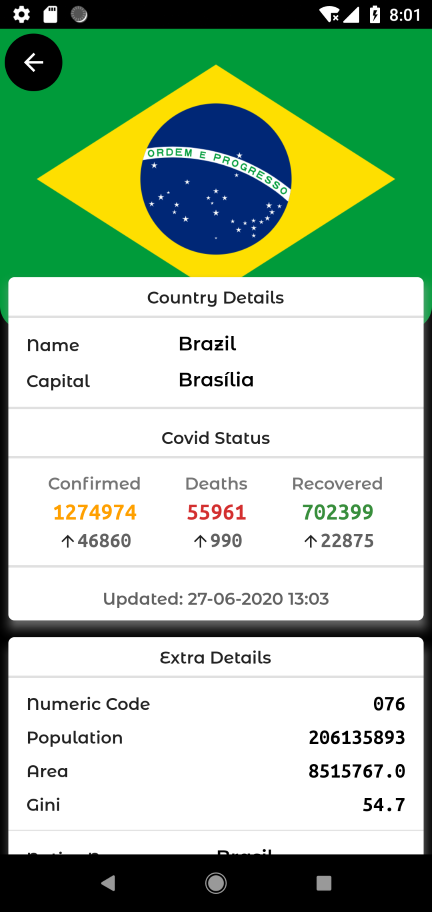 8:01
ORDEM E PROGRESSO
Country Details
Name Brazil
Capital Brasília
Covid Status
Confirmed Deaths Recovered
1274974 55961 702399
↑46860 ↑990 ↑22875
Updated: 27-06-2020 13:03
Extra Details
Numeric Code 076
Population 206135893
Area 8515767.0
Gini 54.7